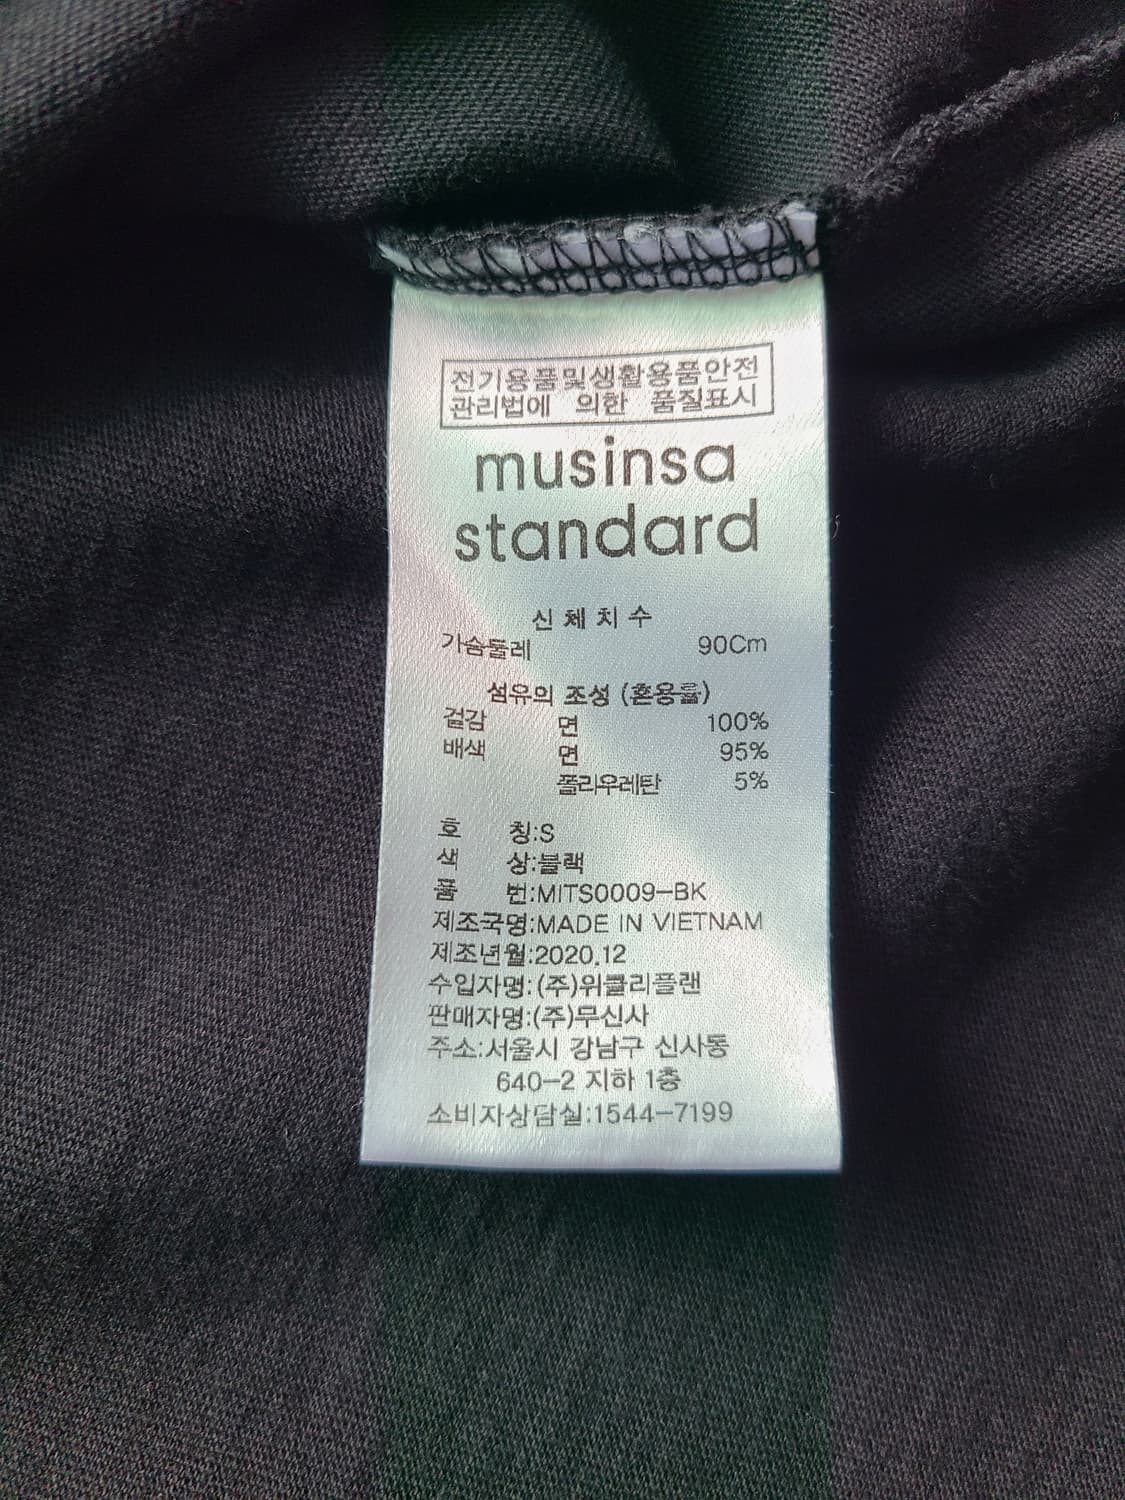 전기용품및생활용품안전
관리법에 의한 품질표시
musinsa
standard
신체치수
가슴둘레 90Cm
섬유의 조성 (혼용률)
겉감 면 100%
배색 면 95%
폴리우레탄 5%
호 칭:S
색 상:블랙
품 번:MITS0009-BK
제조국명:MADE IN VIETNAM
제조년월:2020.12
수입자명:(주)위클리플랜
판매자명:(주)무신사
주소:서울시 강남구 신사동
640-2 지하 1층
소비자상담실:1544-7199